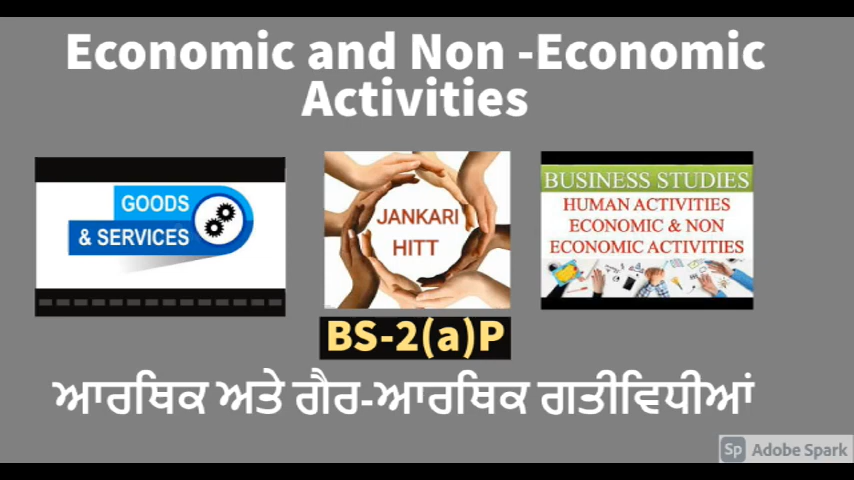 Economic and Non -Economic
Activities
GOODS
& SERVICES
JANKARI
HITT
BUSINESS STUDIES
HUMAN ACTIVITIES
ECONOMIC & NON
ECONOMIC ACTIVITIES
BS-2(a)P
ਆਰਥਿਕ ਅਤੇ ਗੈਰ-ਆਰਥਿਕ ਗਤੀਵਿਧੀਆਂ
Sp Adobe Spark